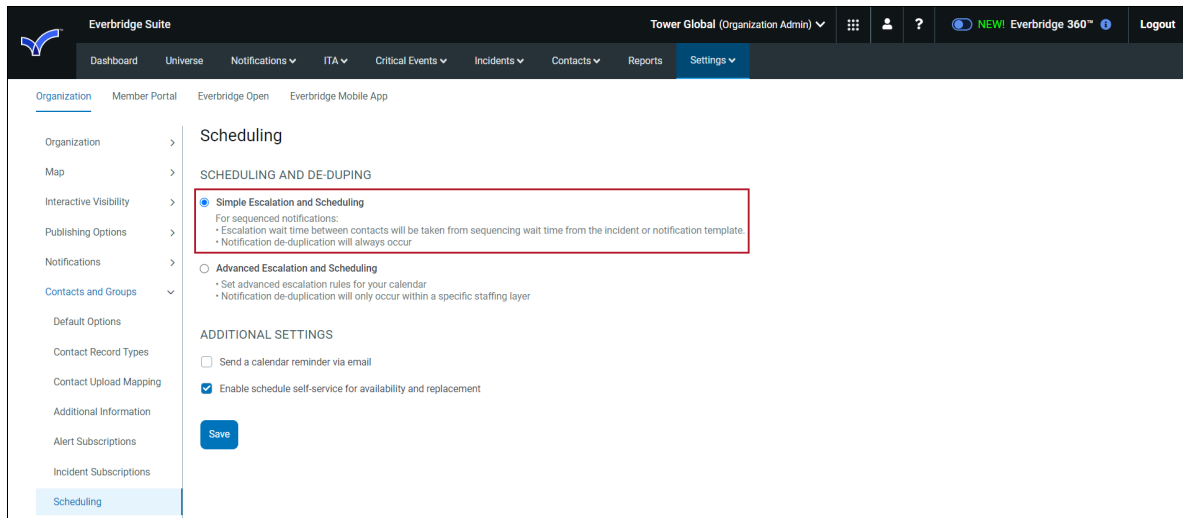 Everbridge Suite
Tower Global (Organization Admin)
?
NEW! Everbridge 360™
Logout
Dashboard
Universe
Notifications
ITA
Critical Events
Incidents
Contacts
Reports
Settings
Organization
Member Portal
Everbridge Open
Everbridge Mobile App
Organization
Map
Interactive Visibility
Publishing Options
Notifications
Contacts and Groups
Default Options
Contact Record Types
Contact Upload Mapping
Additional Information
Alert Subscriptions
Incident Subscriptions
Scheduling
Scheduling
SCHEDULING AND DE-DUPING
Simple Escalation and Scheduling
For sequenced notifications:
• Escalation wait time between contacts will be taken from sequencing wait time from the incident or notification template.
• Notification de-duplication will always occur
Advanced Escalation and Scheduling
• Set advanced escalation rules for your calendar
• Notification de-duplication will only occur within a specific staffing layer
ADDITIONAL SETTINGS
Send a calendar reminder via email
Enable schedule self-service for availability and replacement
Save